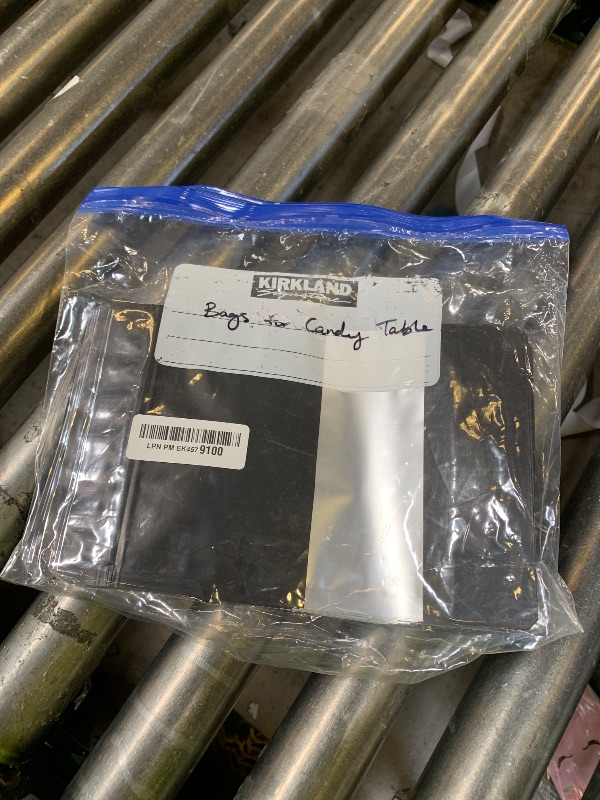 KIRKLAND
Bags for Candy Table
LPN PM EK457 9100